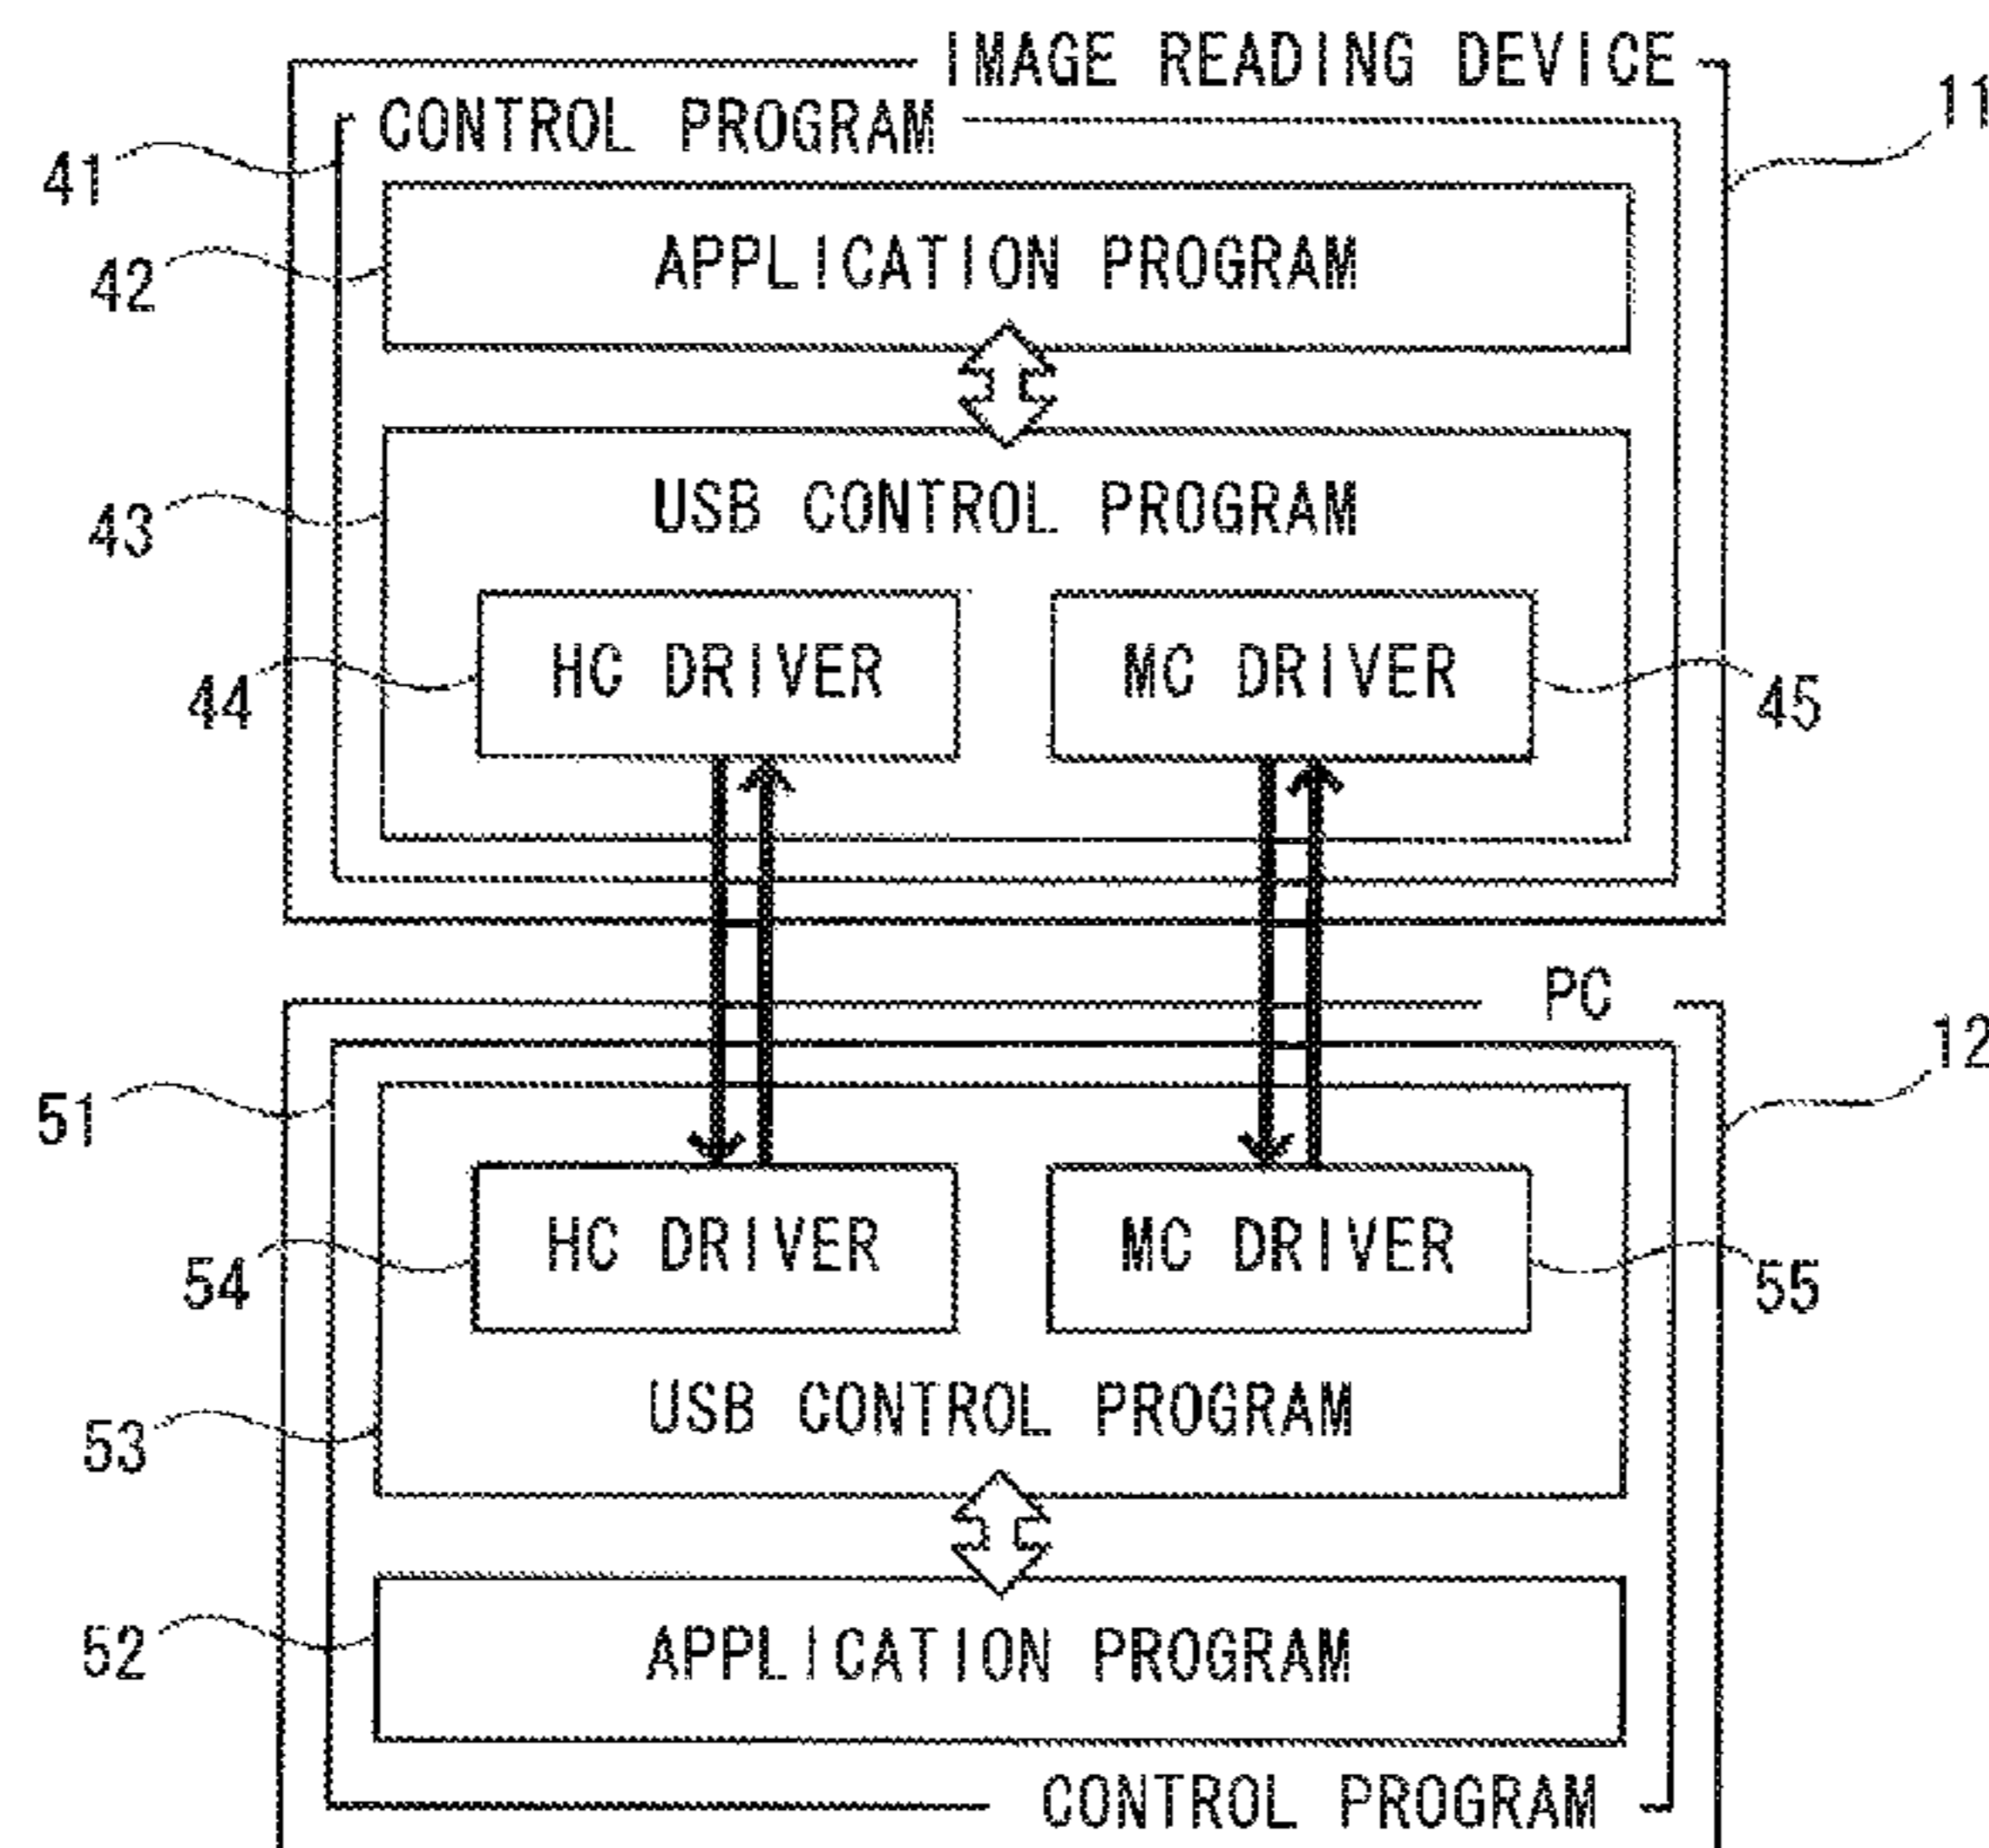 IMAGE READING DEVICE
11
CONTROL PROGRAM
41
APPLICATION PROGRAM
42
USB CONTROL PROGRAM
43
HC DRIVER
MC DRIVER
44
45
PC
12
51
HC DRIVER
MC DRIVER
54
55
USB CONTROL PROGRAM
53
APPLICATION PROGRAM
52
CONTROL PROGRAM